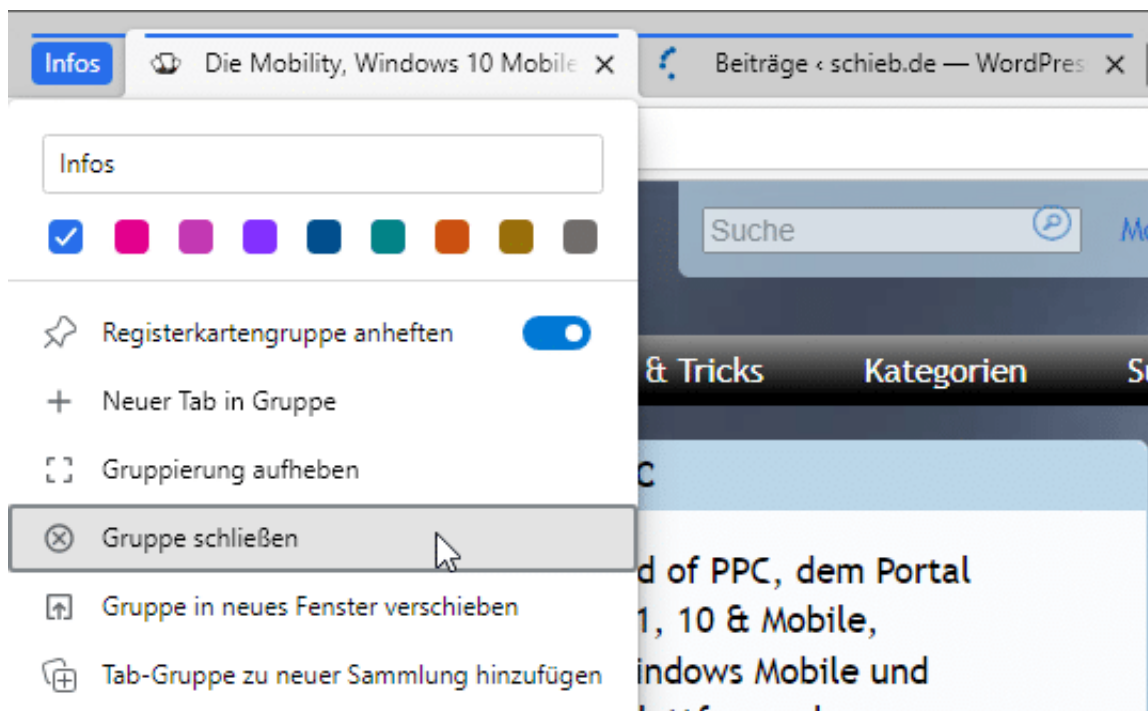 Infos
Die Mobility, Windows 10 Mobile
Beiträge ‹ schieb.de — WordPres
Infos
Suche
Registerkartengruppe anheften
& Tricks
Kategorien
Neuer Tab in Gruppe
Gruppierung aufheben
C
Gruppe schließen
d of PPC, dem Portal
Gruppe in neues Fenster verschieben
1, 10 & Mobile,
Tab-Gruppe zu neuer Sammlung hinzufügen
indows Mobile und